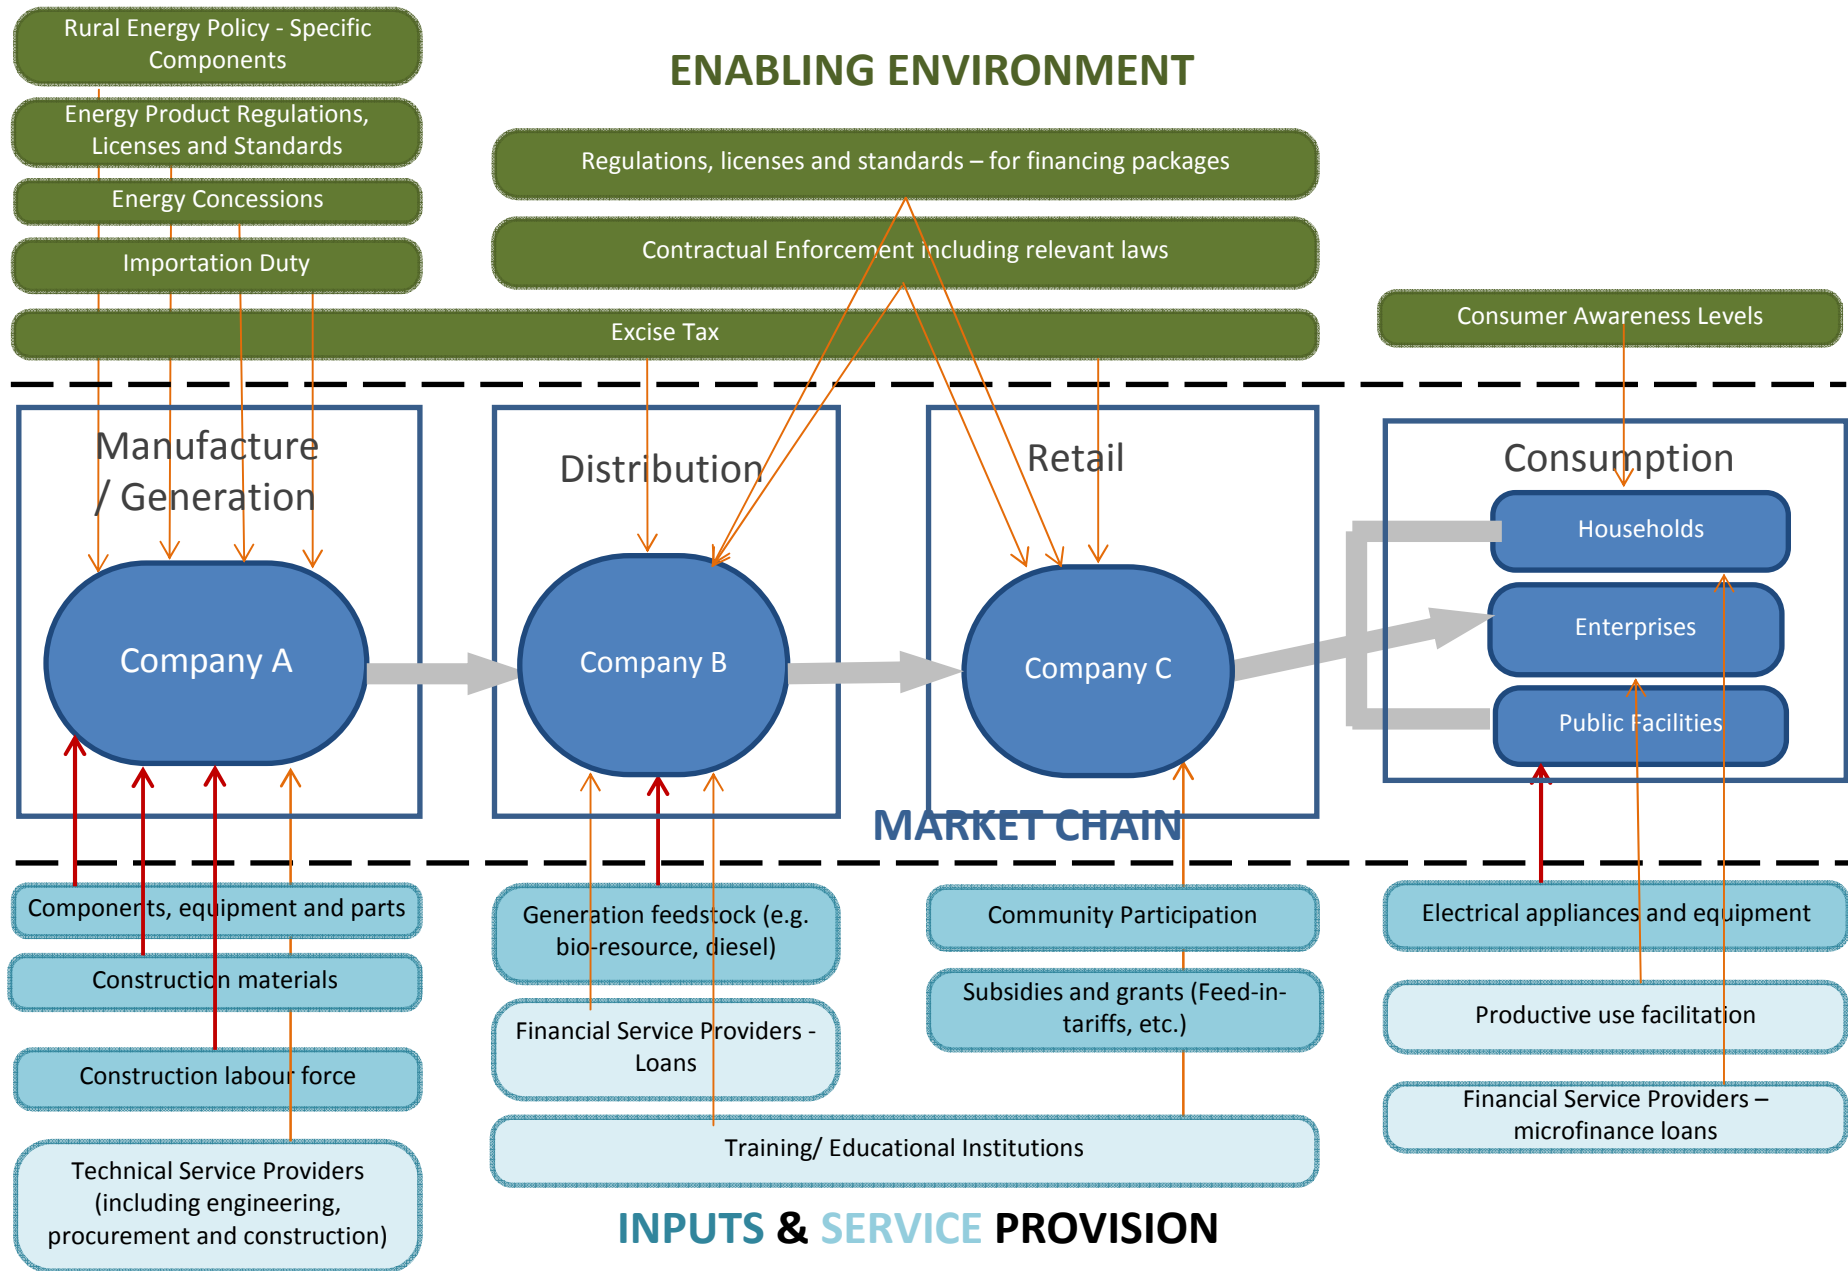 Rural Energy Policy - Specific
Components
ENABLING ENVIRONMENT
Energy Product Regulations,
Licenses and Standards
Regulations, licenses and standards – for financing packages
Energy Concessions
Contractual Enforcement including relevant laws
Importation Duty
Excise Tax
Consumer Awareness Levels
Manufacture
/ Generation
Distribution
Retail
Consumption
Households
Enterprises
Public Facilities
Company A
Company B
Company C
MARKET CHAIN
Components, equipment and parts
Construction materials
Construction labour force
Technical Service Providers
(including engineering,
procurement and construction)
Generation feedstock (e.g.
bio-resource, diesel)
Financial Service Providers -
Loans
Community Participation
Subsidies and grants (Feed-in-
tariffs, etc.)
Training/ Educational Institutions
Electrical appliances and equipment
Productive use facilitation
Financial Service Providers –
microfinance loans
INPUTS & SERVICE PROVISION